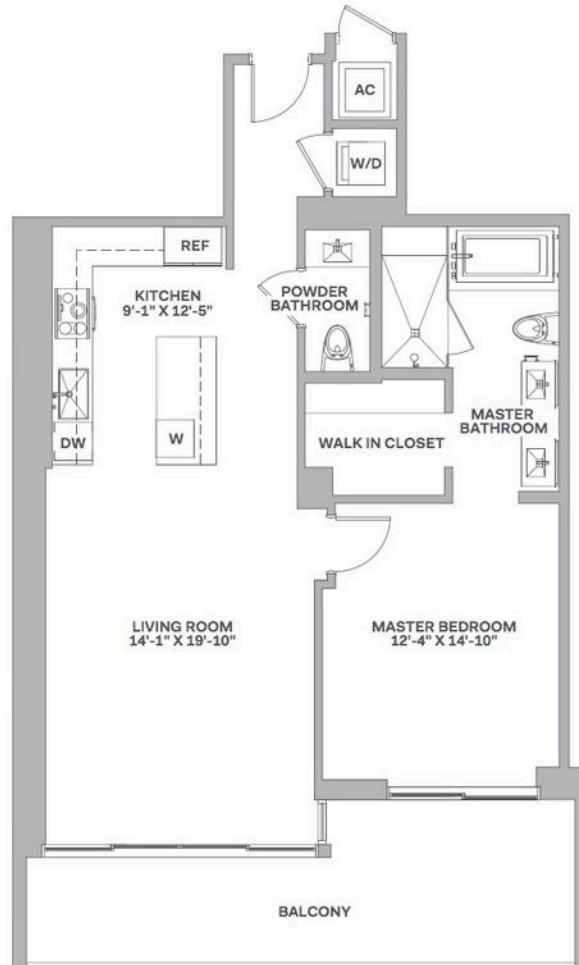 AC
W/D
REF
KITCHEN
9'-1" X 12'-5"
POWDER
BATHROOM
DW
W
WALK IN CLOSET
MASTER
BATHROOM
LIVING ROOM
14'-1" X 19'-10"
MASTER BEDROOM
12'-4" X 14'-10"
BALCONY